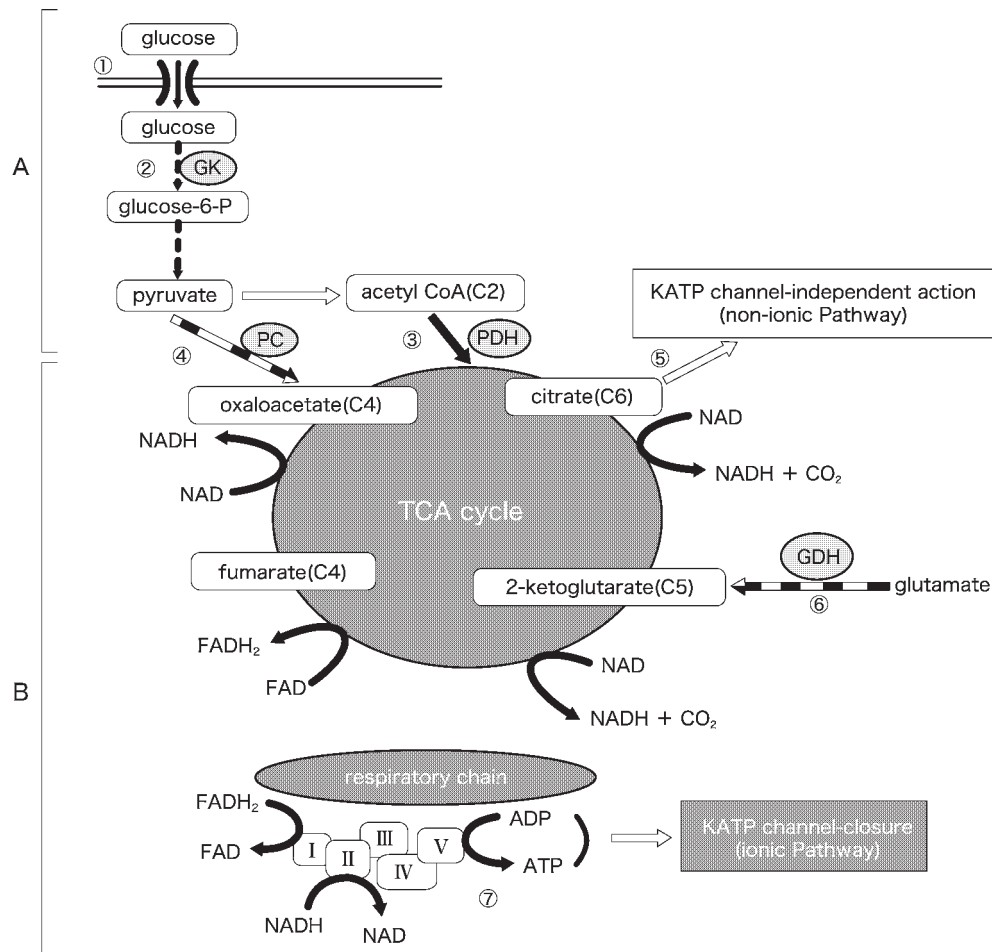 A
glucose
①
glucose
②
GK
glucose-6-P
pyruvate
acetyl CoA(C2)
KATP channel-independent action
(non-ionic Pathway)
PC
④
③
PDH
⑤
B
oxaloacetate(C4)
citrate(C6)
NADH
NAD
NAD
NADH + CO₂
TCA cycle
fumarate(C4)
2-ketoglutarate(C5)
GDH
glutamate
⑥
FADH₂
FAD
NAD
NADH + CO₂
respiratory chain
FADH₂
FAD
I
II
III
IV
V
ADP
ATP
⑦
NADH
NAD
KATP channel-closure
(ionic Pathway)